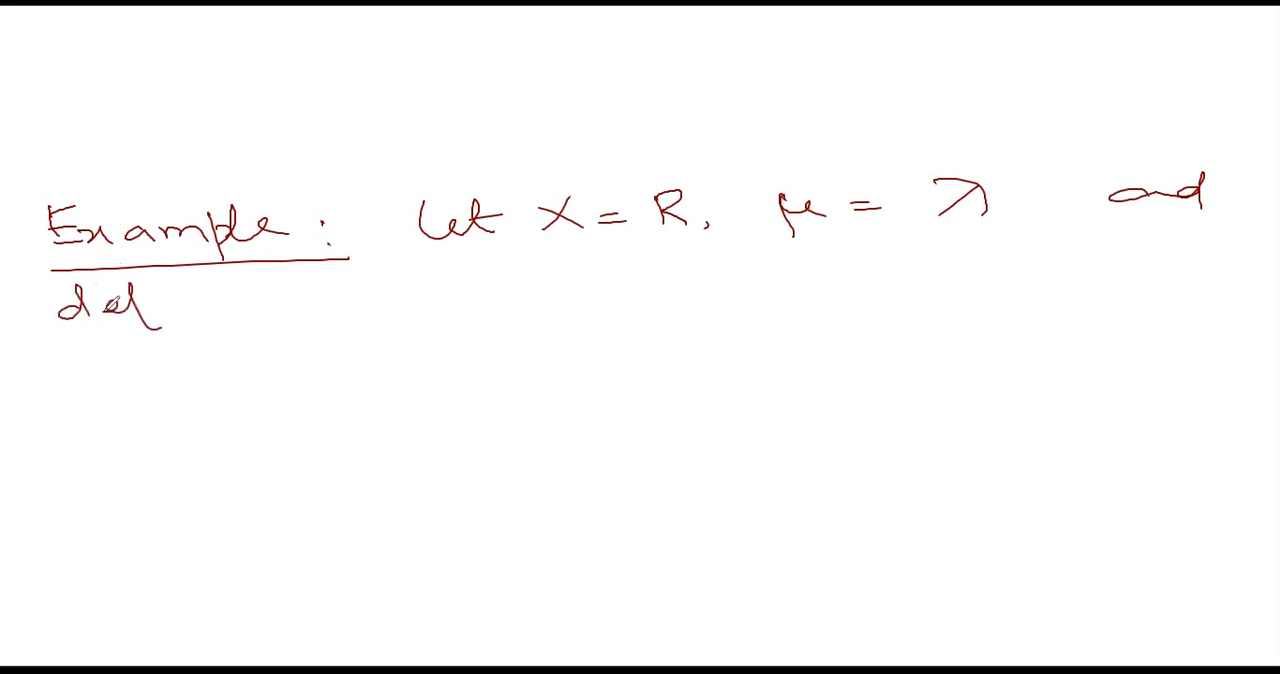 Example: Let X = R, μ = λ and
def